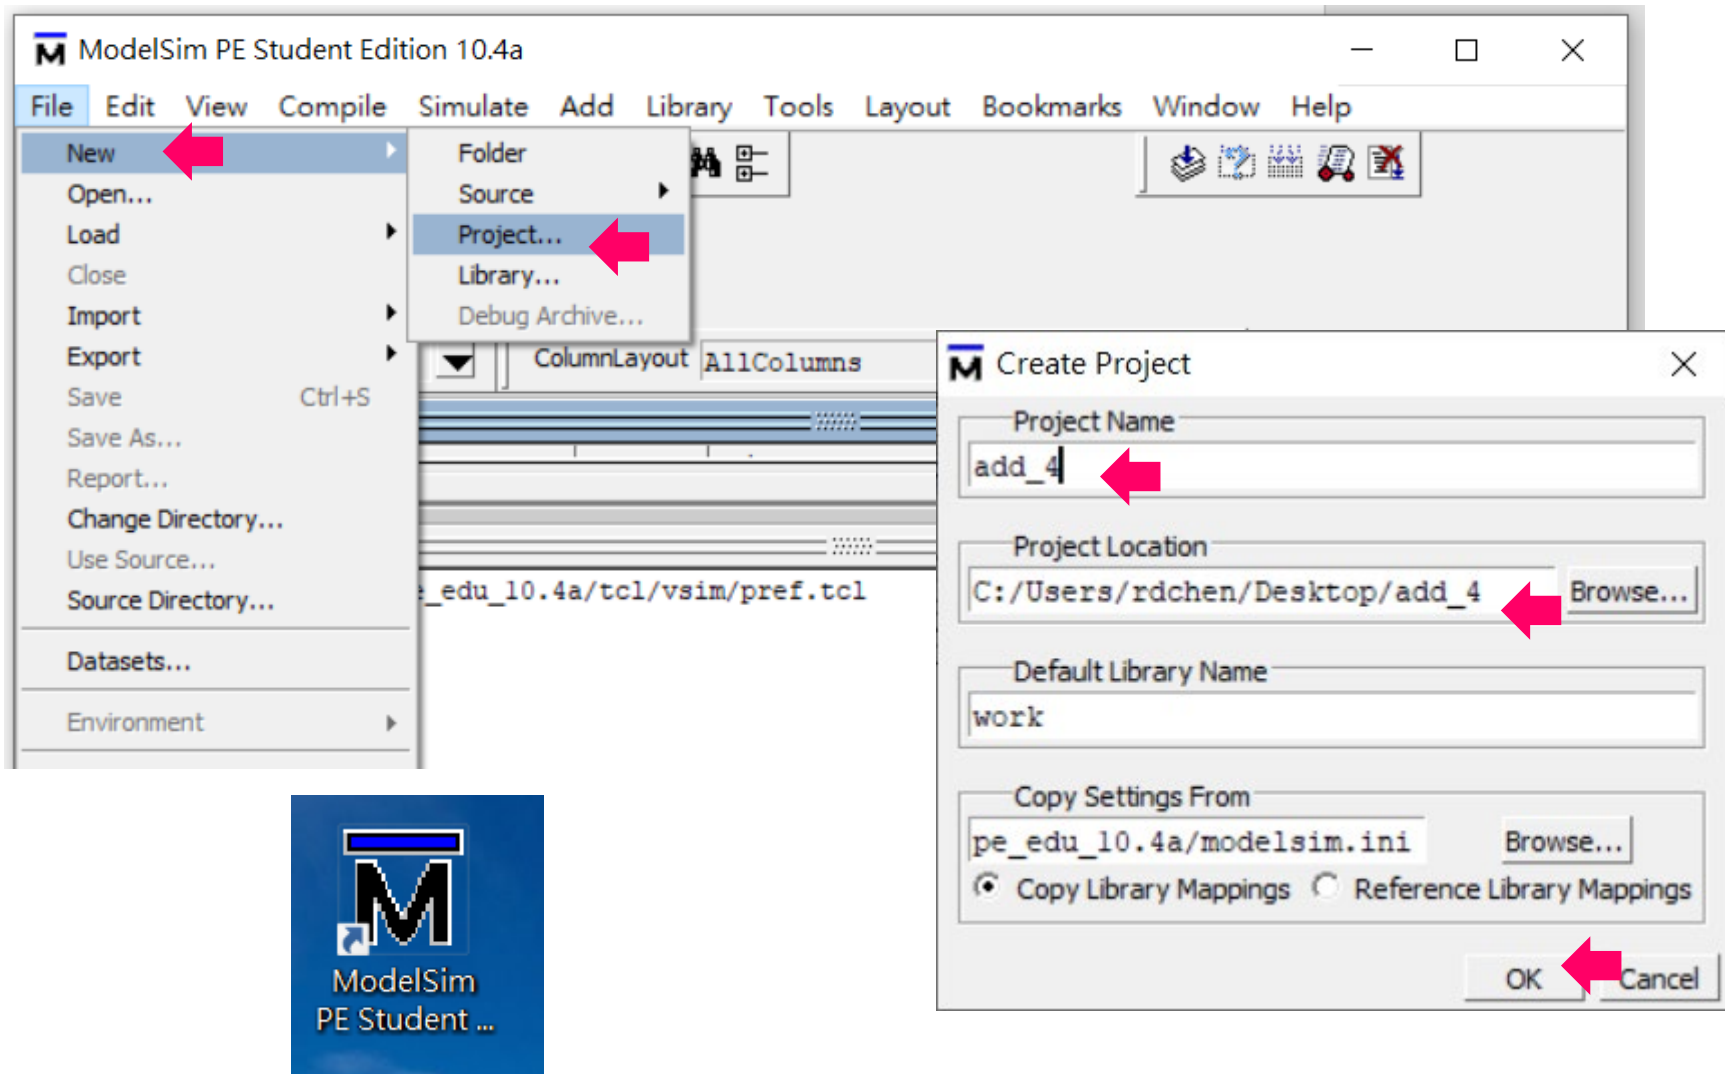 ModelSim PE Student Edition 10.4a
File Edit View Compile Simulate Add Library Tools Layout Bookmarks Window Help
New
Open...
Load
Close
Import
Export
Save Ctrl+S
Save As...
Report...
Change Directory...
Use Source...
Source Directory...
Datasets...
Environment
Folder
Source
Project...
Library...
Debug Archive...
ColumnLayout AllColumns
_edu_10.4a/tcl/vsim/pref.tcl
Create Project
Project Name
add_4
Project Location
C:/Users/rdchen/Desktop/add_4 Browse...
Default Library Name
work
Copy Settings From
pe_edu_10.4a/modelsim.ini Browse...
Copy Library Mappings Reference Library Mappings
OK Cancel
ModelSim
PE Student ...